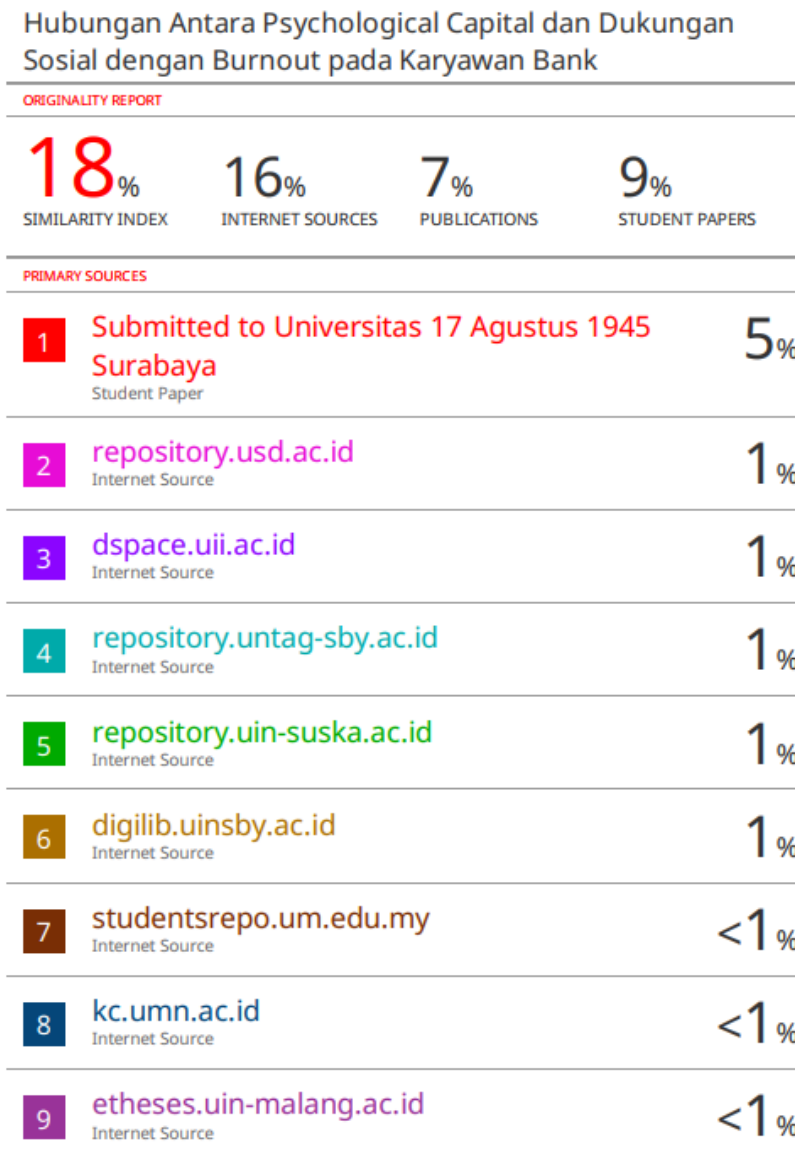 Hubungan Antara Psychological Capital dan Dukungan
Sosial dengan Burnout pada Karyawan Bank
ORIGINALITY REPORT
18% 16% 7% 9%
SIMILARITY INDEX INTERNET SOURCES PUBLICATIONS STUDENT PAPERS
PRIMARY SOURCES
1 Submitted to Universitas 17 Agustus 1945 5%
Surabaya
Student Paper
2 repository.usd.ac.id 1%
Internet Source
3 dspace.uii.ac.id 1%
Internet Source
4 repository.untag-sby.ac.id 1%
Internet Source
5 repository.uin-suska.ac.id 1%
Internet Source
6 digilib.uinsby.ac.id 1%
Internet Source
7 studentsrepo.um.edu.my <1%
Internet Source
8 kc.umn.ac.id <1%
Internet Source
9 etheses.uin-malang.ac.id <1%
Internet Source